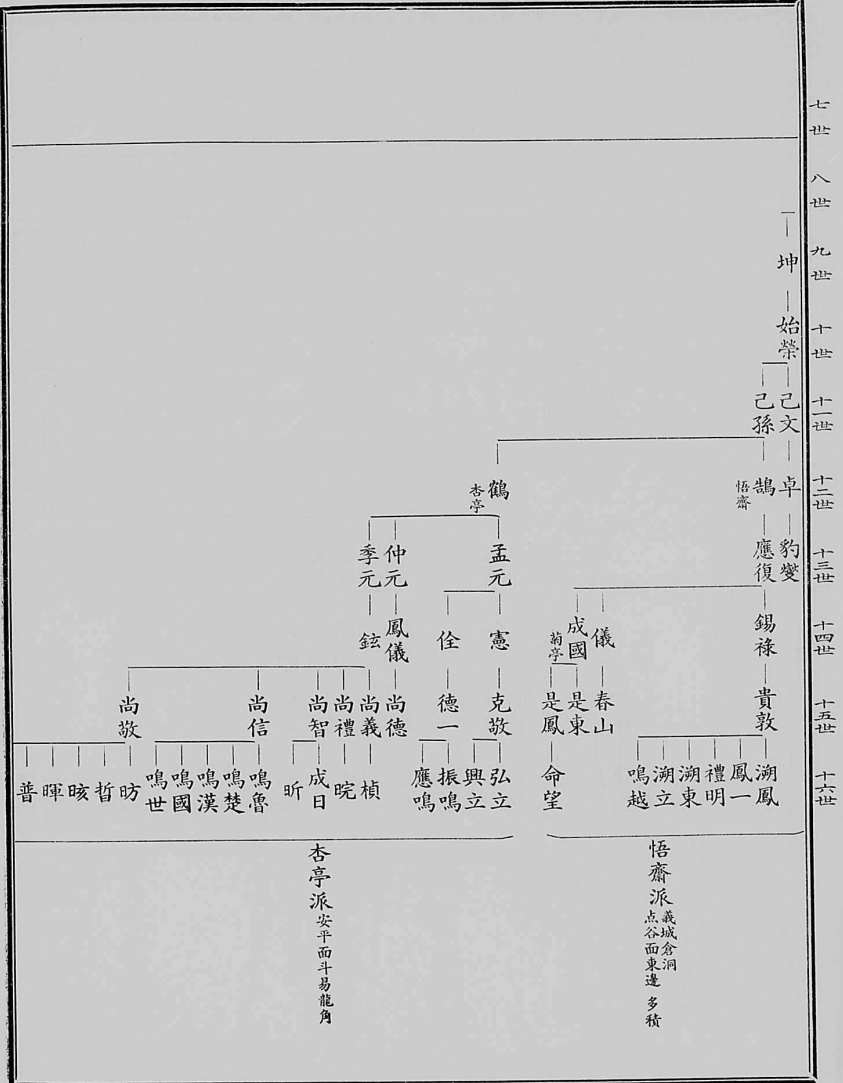 七世
八世
九世
十世
十一世
十二世
十三世
十四世
十五世
十六世
坤
始榮
己文
己孫
卓
鵠
悟齋
鶴
杏亭
豹變
應復
孟元
仲元
季元
錫祿
儀
成國
菊亭
憲
佺
鳳儀
鉉
貴敦
春山
是東
是鳳
克敬
德一
尚德
尚義
尚禮
尚智
尚信
尚敬
溯鳳
鳳一
禮明
溯東
溯立
鳴越
命望
弘立
興立
振鳴
應鳴
楨
晥
成日
昕
鳴魯
鳴楚
鳴漢
鳴國
鳴世
昉
晢
晐
暉
普
悟齋派
義城倉洞
点谷面東邊 多積
杏亭派 安平面斗易龍角